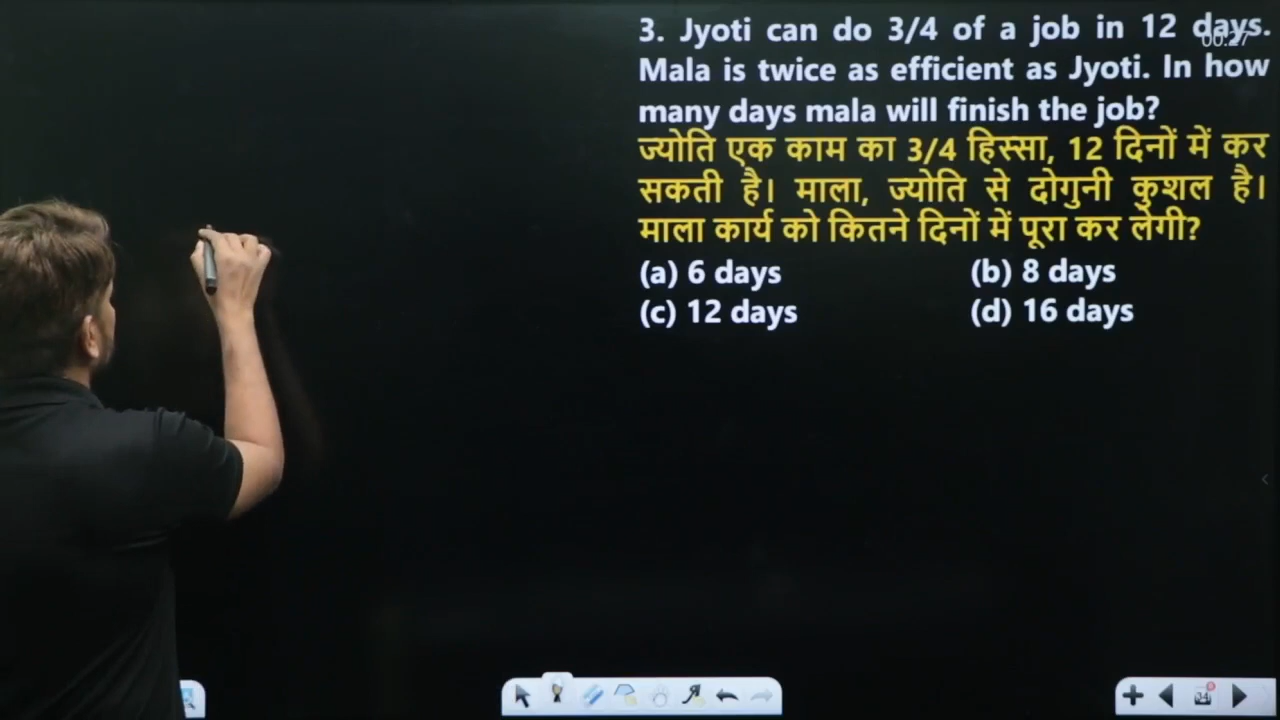 3. Jyoti can do 3/4 of a job in 12 days.
Mala is twice as efficient as Jyoti. In how
many days mala will finish the job?
ज्योति एक काम का 3/4 हिस्सा, 12 दिनों में कर
सकती है। माला, ज्योति से दोगुनी कुशल है।
माला कार्य को कितने दिनों में पूरा कर लेगी?
(a) 6 days (b) 8 days
(c) 12 days (d) 16 days